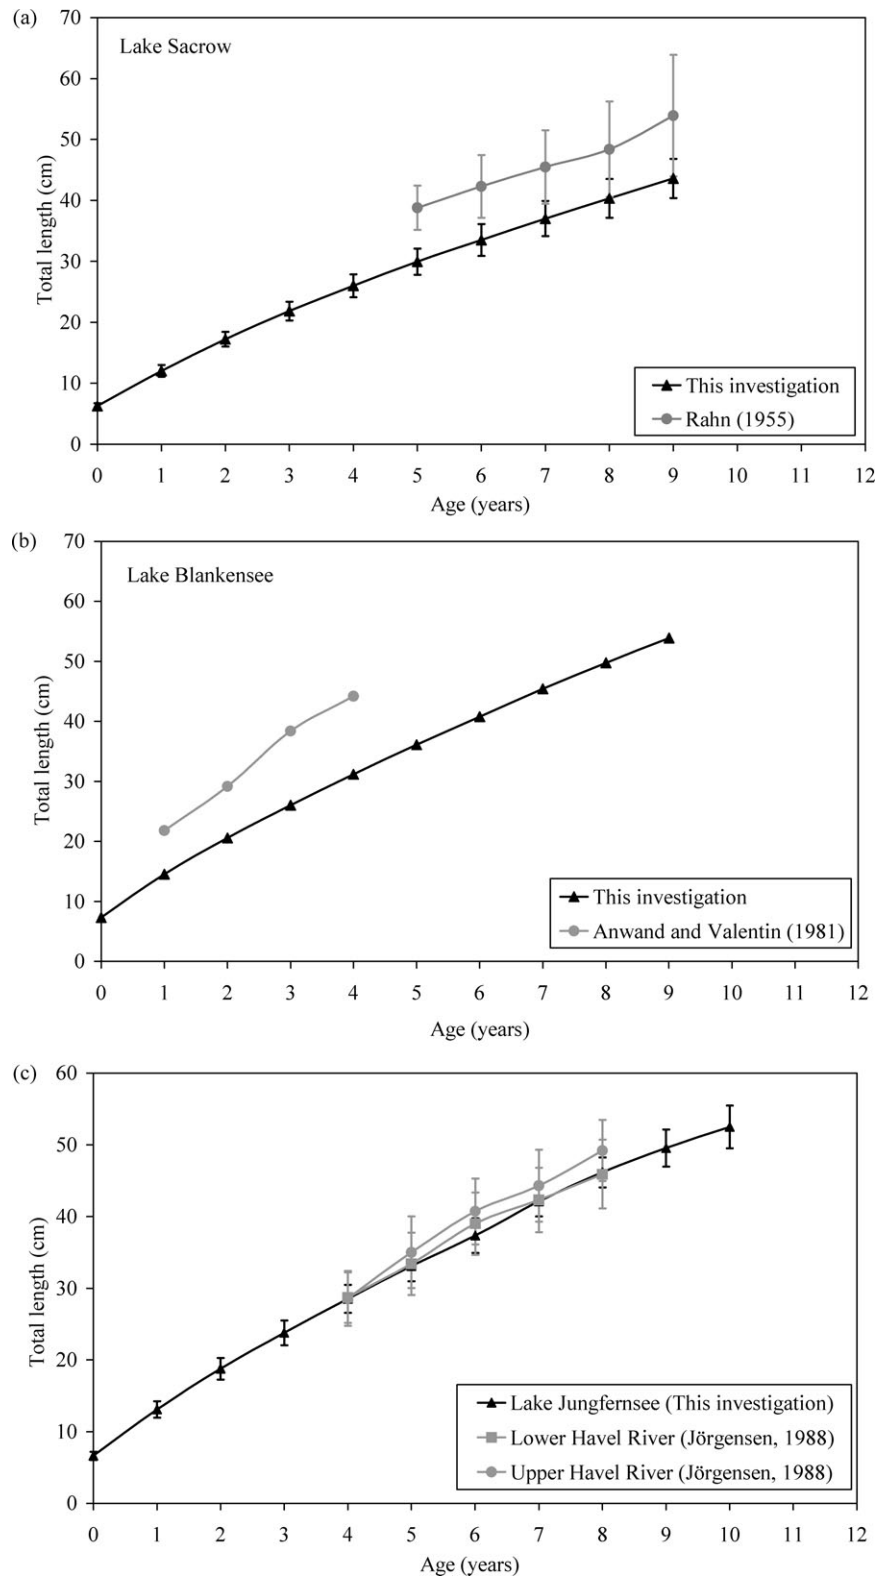 (a)
70
Lake Sacrow
60
50
40
30
20
10
0
Total length (cm)
This investigation
Rahn (1955)
0 1 2 3 4 5 6 7 8 9 10 11 12
Age (years)
(b)
70
Lake Blankensee
60
50
40
30
20
10
0
Total length (cm)
This investigation
Anwand and Valentin (1981)
0 1 2 3 4 5 6 7 8 9 10 11 12
Age (years)
(c)
60
50
40
30
20
10
0
Total length (cm)
Lake Jungfernsee (This investigation)
Lower Havel River (Jörgensen, 1988)
Upper Havel River (Jörgensen, 1988)
0 1 2 3 4 5 6 7 8 9 10 11 12
Age (years)